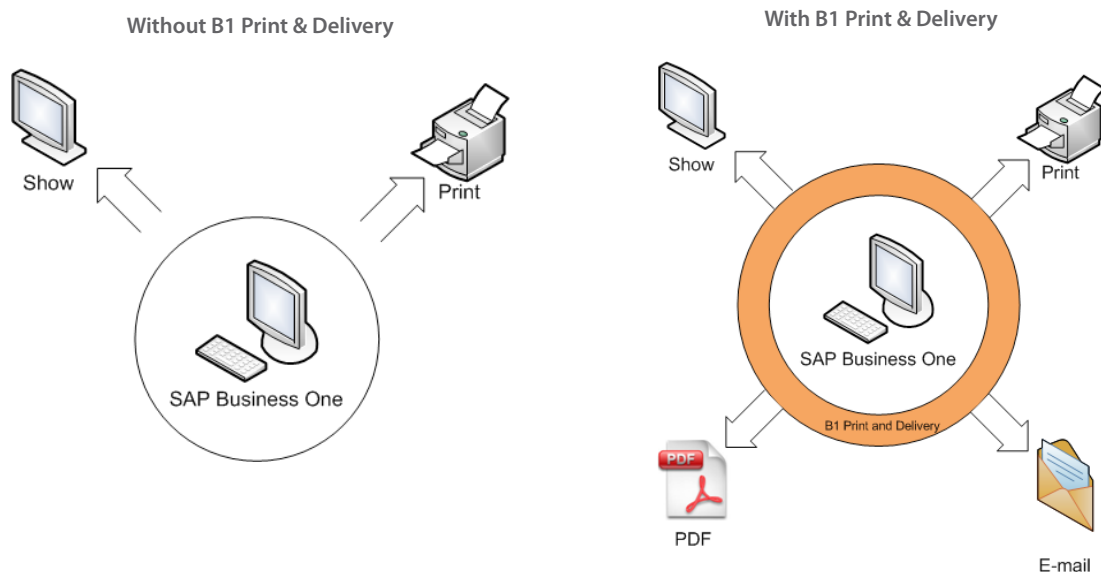 Without B1 Print & Delivery
Show
Print
SAP Business One
With B1 Print & Delivery
Show
Print
SAP Business One
B1 Print and Delivery
PDF
PDF
E-mail